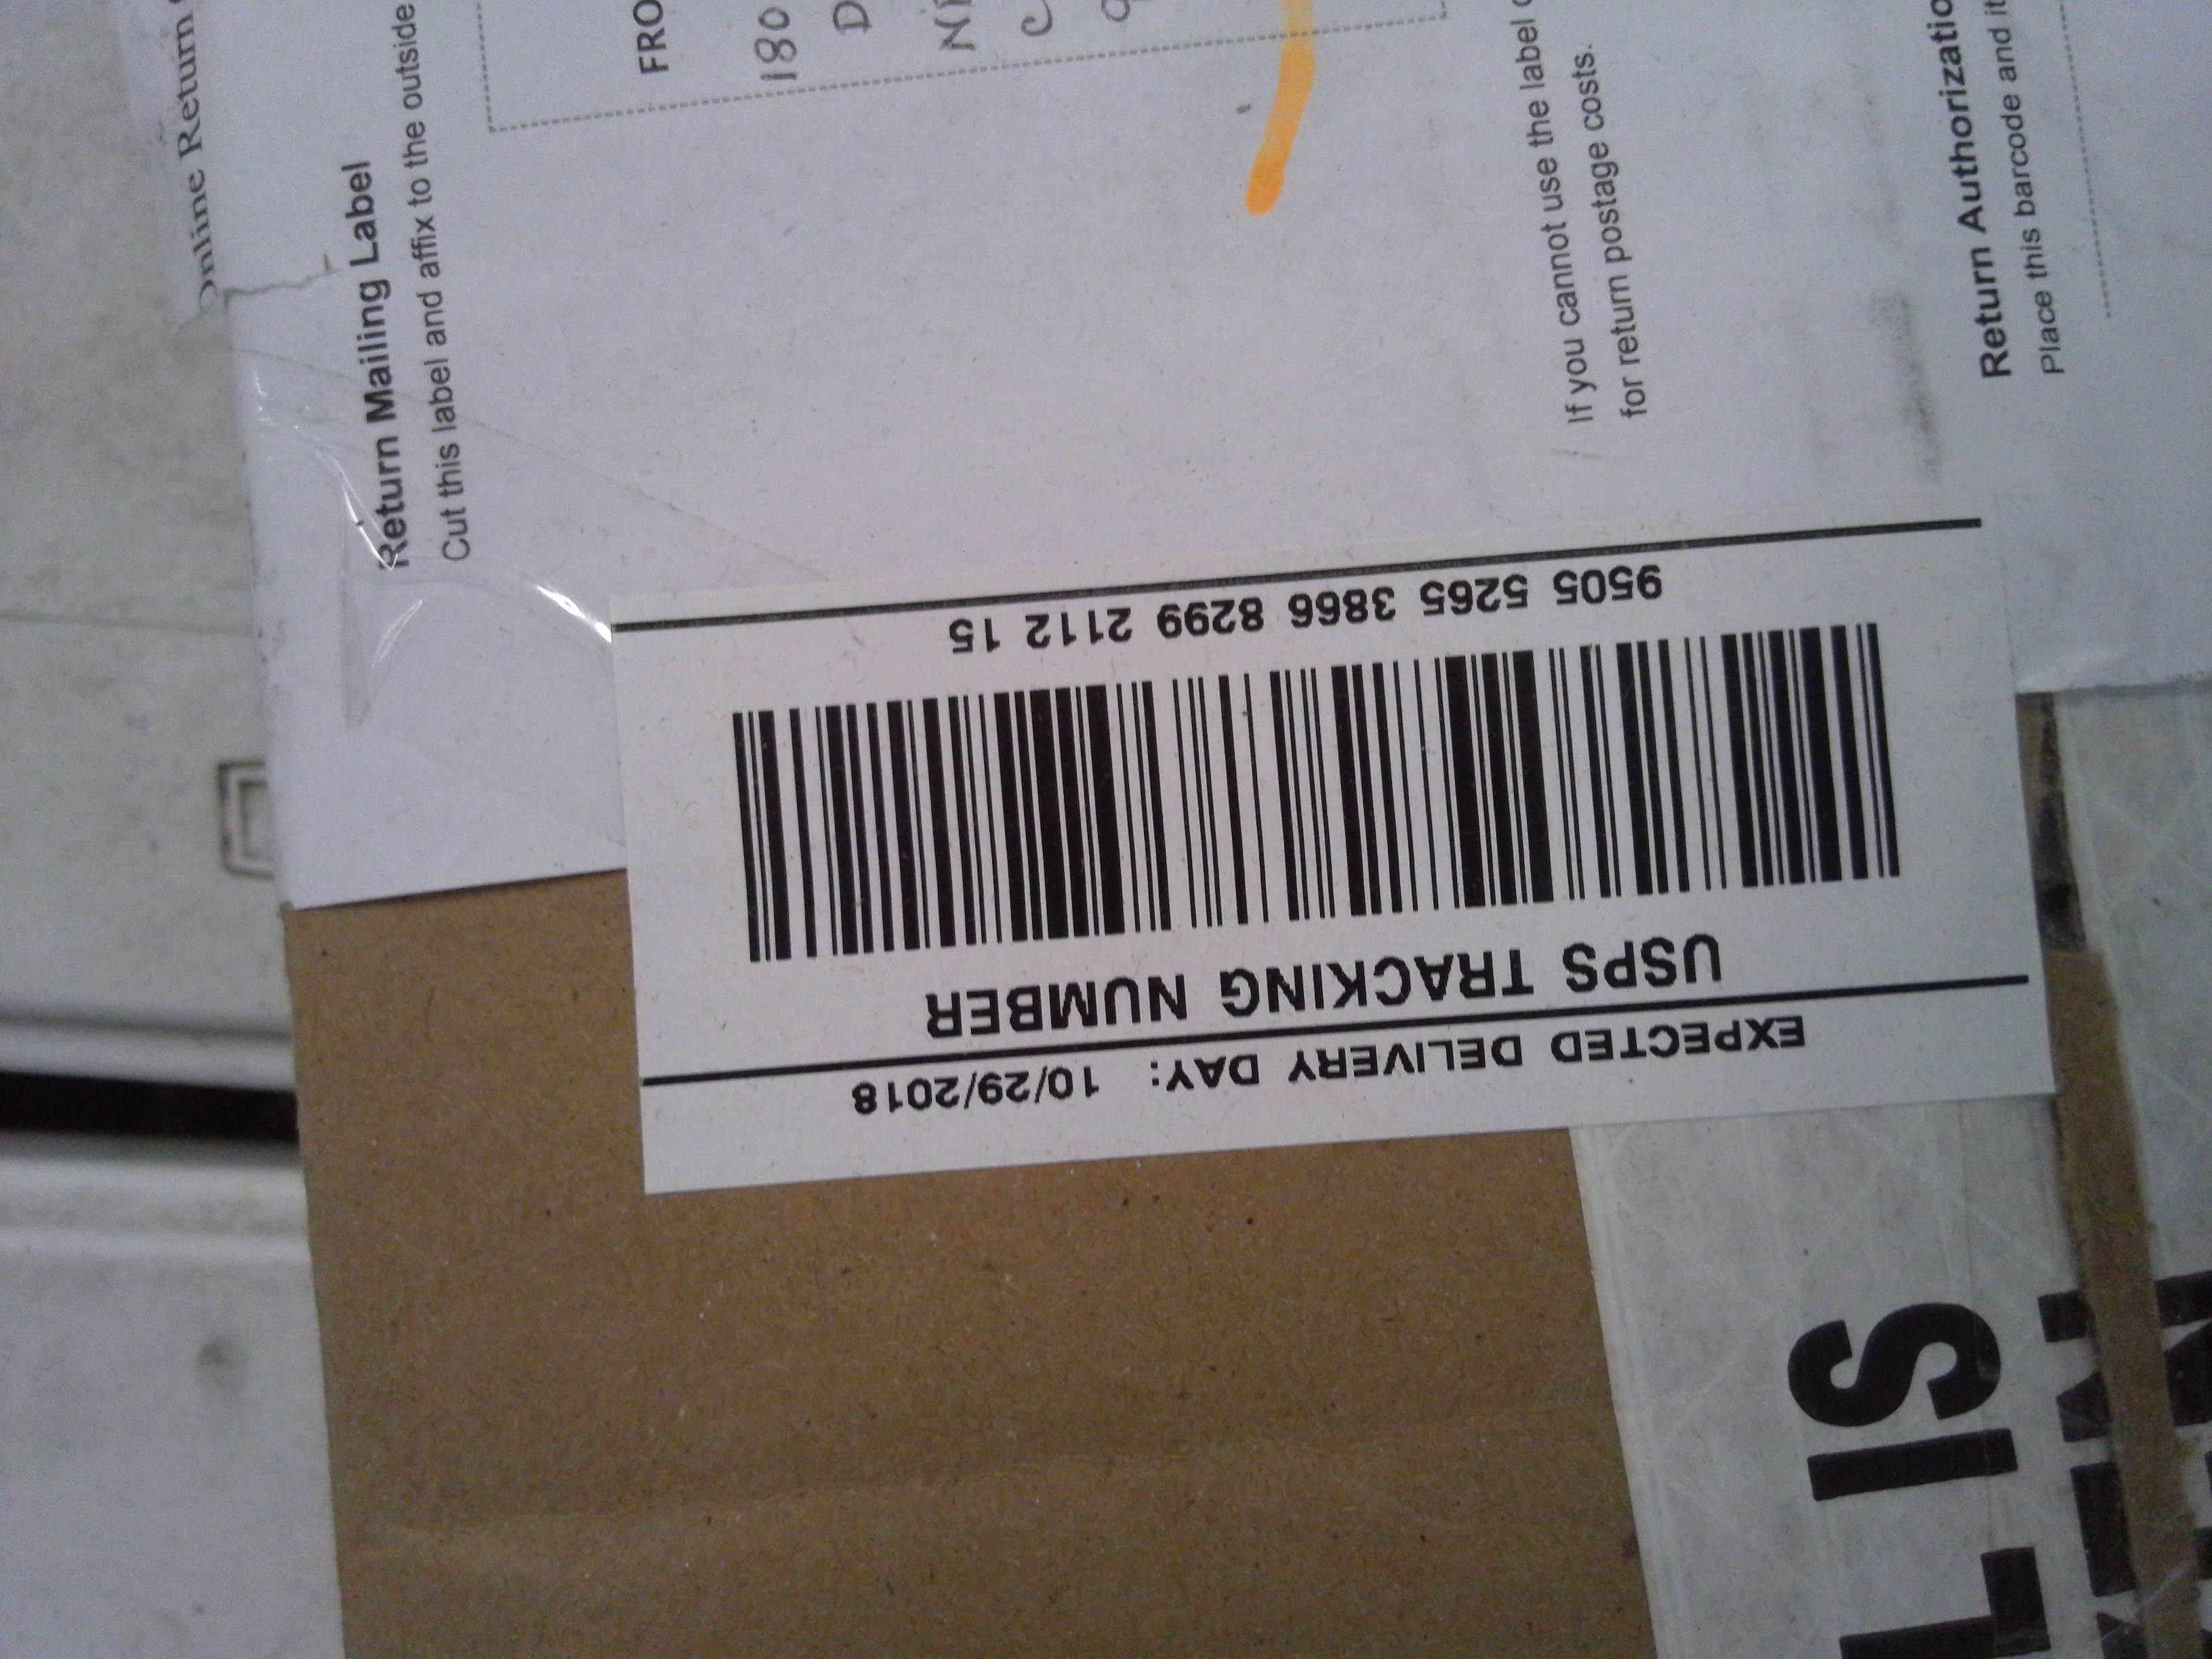 Online Return
Return Mailing Label
Cut this label and affix to the outside
FRO
180
D
C
If you cannot use the label
for return postage costs.
Return Authorizatio
Place this barcode and it
EXPECTED DELIVERY DAY: 10/29/2018
USPS TRACKING NUMBER
9505 5265 3866 8299 2112 15
L IS